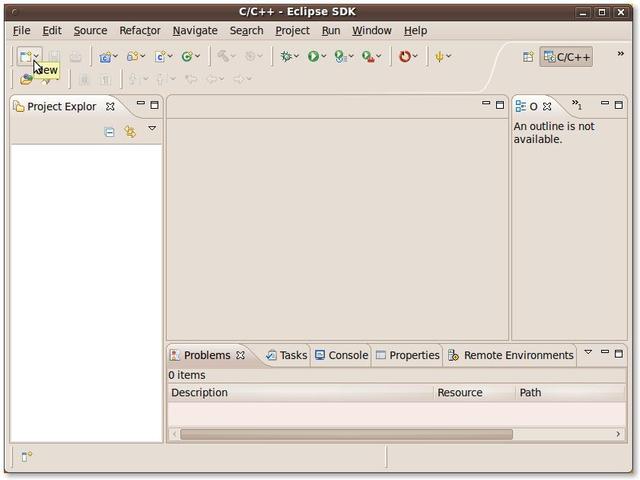 C/C++ - Eclipse SDK
File Edit Source Refactor Navigate Search Project Run Window Help
C/C++ »
Project Explor
O »1
An outline is not
available.
Problems Tasks Console Properties Remote Environments
0 items
Description Resource Path